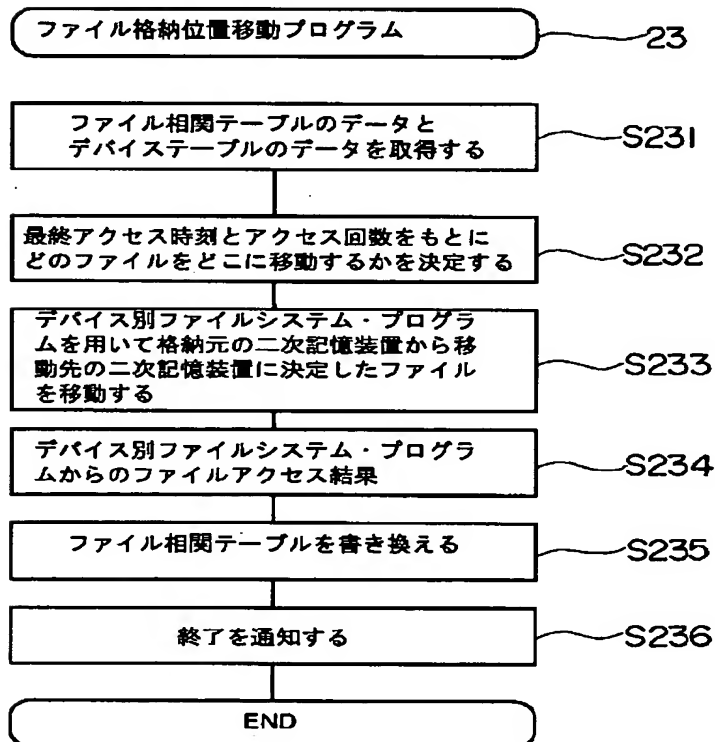 ファイル格納位置移動プログラム
23
ファイル相関テーブルのデータと
デバイステーブルのデータを取得する
S231
最終アクセス時刻とアクセス回数をもとに
どのファイルをどこに移動するかを決定する
S232
デバイス別ファイルシステム・プログラ
ムを用いて格納元の二次記憶装置から移
動先の二次記憶装置に決定したファイル
を移動する
S233
デバイス別ファイルシステム・プログラ
ムからのファイルアクセス結果
S234
ファイル相関テーブルを書き換える
S235
終了を通知する
S236
END